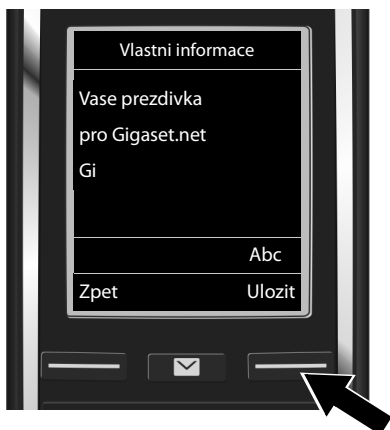 Vlastni informace
Vase prezdivka
pro Gigaset.net
Gi
Abc
Zpet Ulozit